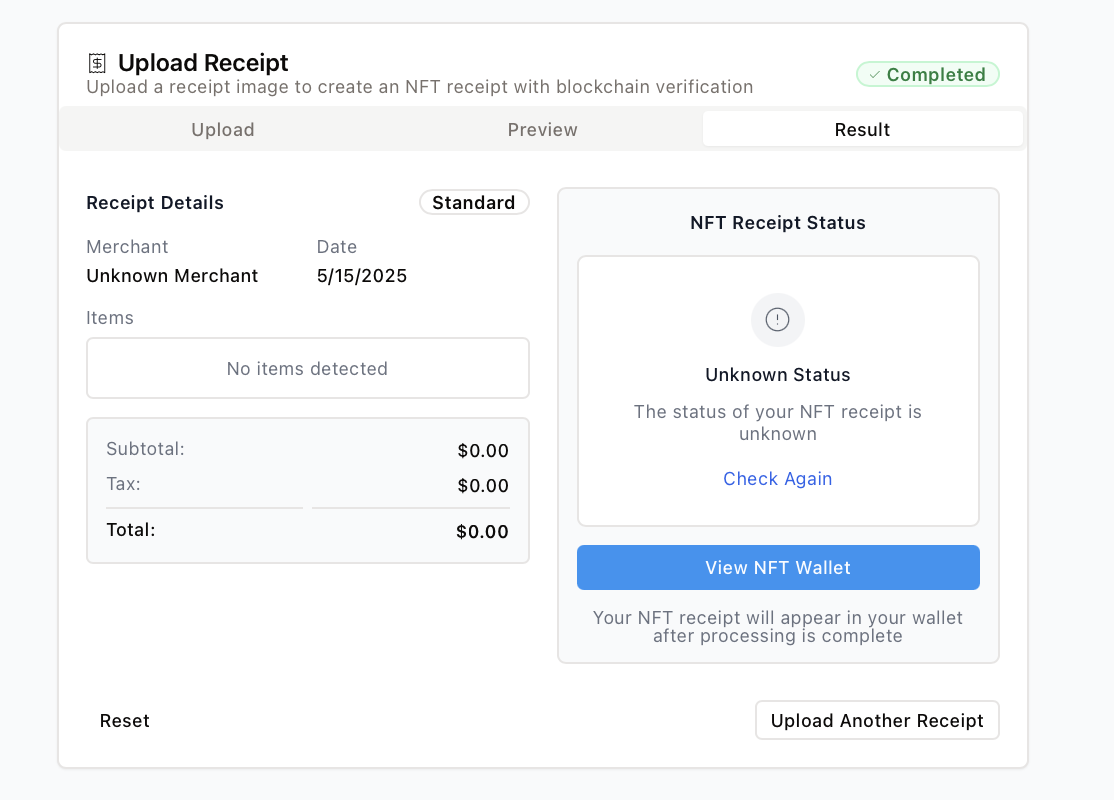 Upload Receipt
Upload a receipt image to create an NFT receipt with blockchain verification
Completed
Upload
Preview
Result
Receipt Details
Standard
Merchant
Date
Unknown Merchant
5/15/2025
Items
No items detected
Subtotal:
$0.00
Tax:
$0.00
Total:
$0.00
NFT Receipt Status
Unknown Status
The status of your NFT receipt is
unknown
Check Again
View NFT Wallet
Your NFT receipt will appear in your wallet
after processing is complete
Reset
Upload Another Receipt